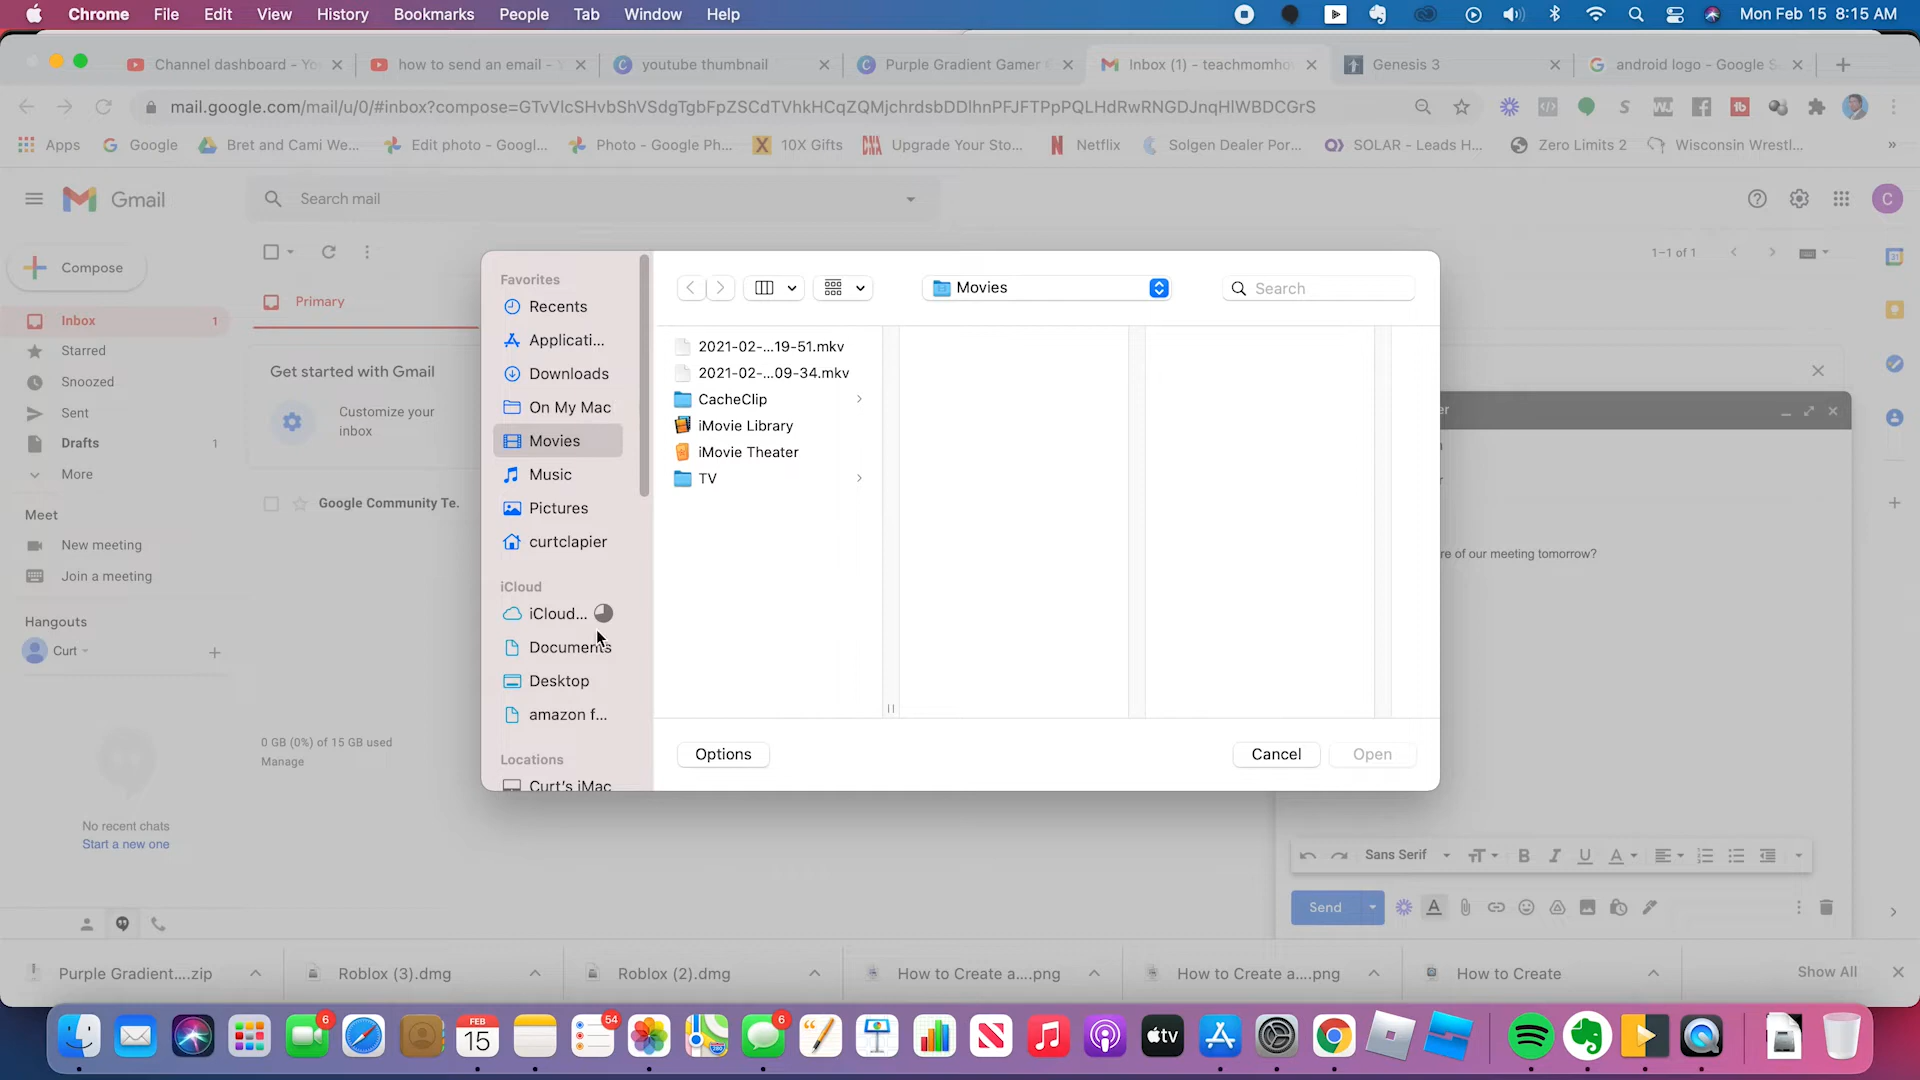 Chrome File Edit View History Bookmarks People Tab Window Help Mon Feb 15 8:15 AM
Channel dashboard - Yo how to send an email - Y youtube thumbnail Purple Gradient Gamer Inbox (1) - teachmomho Genesis 3 android logo - Google S
mail.google.com/mail/u/0/#inbox?compose=GTvVlcSHvbShVSdgTgbFpZSCdTVhkHCqZQMjchrdsbDDlhnPFJFTPpPQLHdRwRNGDJnqHlWBDCGrS
Apps Google Bret and Cami We... Edit photo - Googl... Photo - Google Ph... 10X Gifts Upgrade Your Sto... Netflix Solgen Dealer Por... SOLAR - Leads H... Zero Limits 2 Wisconsin Wrestl... »
Gmail Search mail C
Compose 1–1 of 1
Primary
Inbox 1
Starred
Snoozed
Sent
Drafts 1
More
Get started with Gmail
Customize your
inbox
Google Community Te.
Meet
New meeting
Join a meeting
Hangouts
Curt
0 GB (0%) of 15 GB used
Manage
No recent chats
Start a new one
Favorites
Recents
Applicati...
Downloads
On My Mac
Movies
Music
Pictures
curtclapier
iCloud
iCloud...
Documents
Desktop
amazon f...
Locations
Curt's iMac
Movies Search
2021-02-...19-51.mkv
2021-02-...09-34.mkv
CacheClip
iMovie Library
iMovie Theater
TV
Options Cancel Open
er
re of our meeting tomorrow?
Sans Serif
Send
Purple Gradient....zip Roblox (3).dmg Roblox (2).dmg How to Create a....png How to Create a....png How to Create Show All
6 FEB 15 54 6 tv